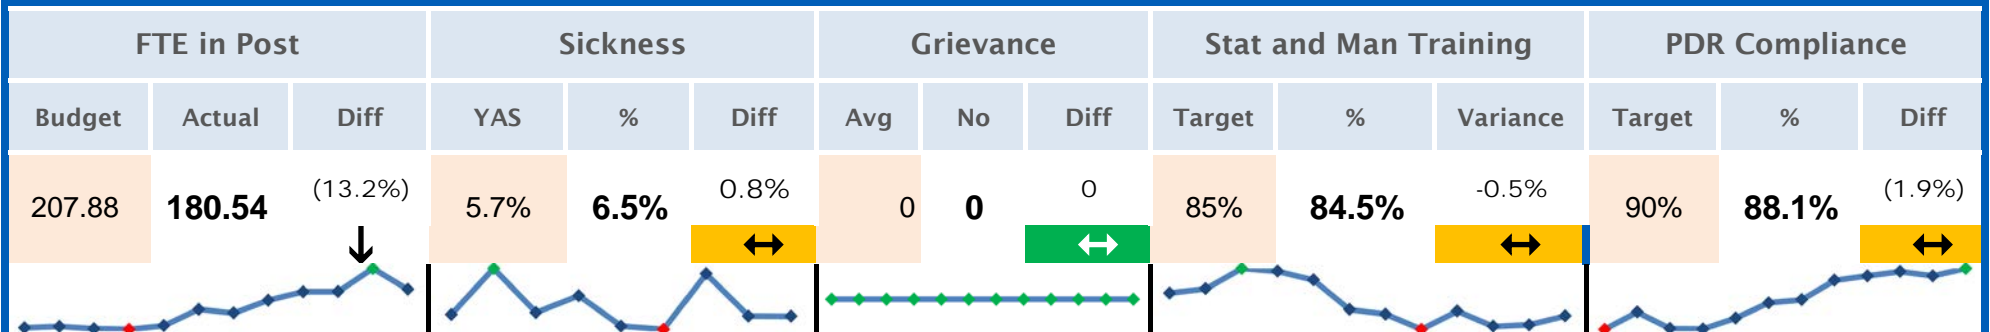 FTE in Post Sickness Grievance Stat and Man Training PDR Compliance
Budget Actual Diff YAS % Diff Avg No Diff Target % Variance Target % Diff
207.88 180.54 (13.2%) 5.7% 6.5% 0.8% 0 0 0 85% 84.5% -0.5% 90% 88.1% (1.9%)
↓ ↔ ↔ ↔ ↔